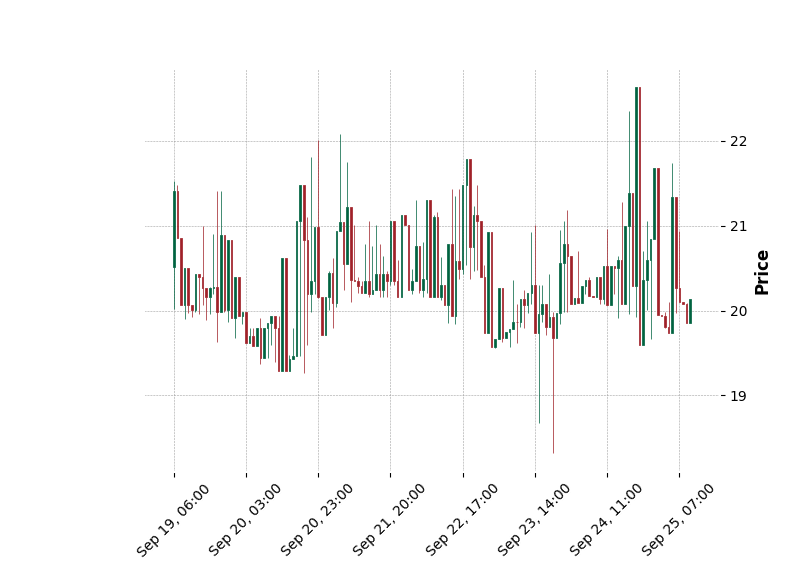 22
21
20
19
Price
Sep 19, 06:00
Sep 20, 03:00
Sep 20, 23:00
Sep 21, 20:00
Sep 22, 17:00
Sep 23, 14:00
Sep 24, 11:00
Sep 25, 07:00